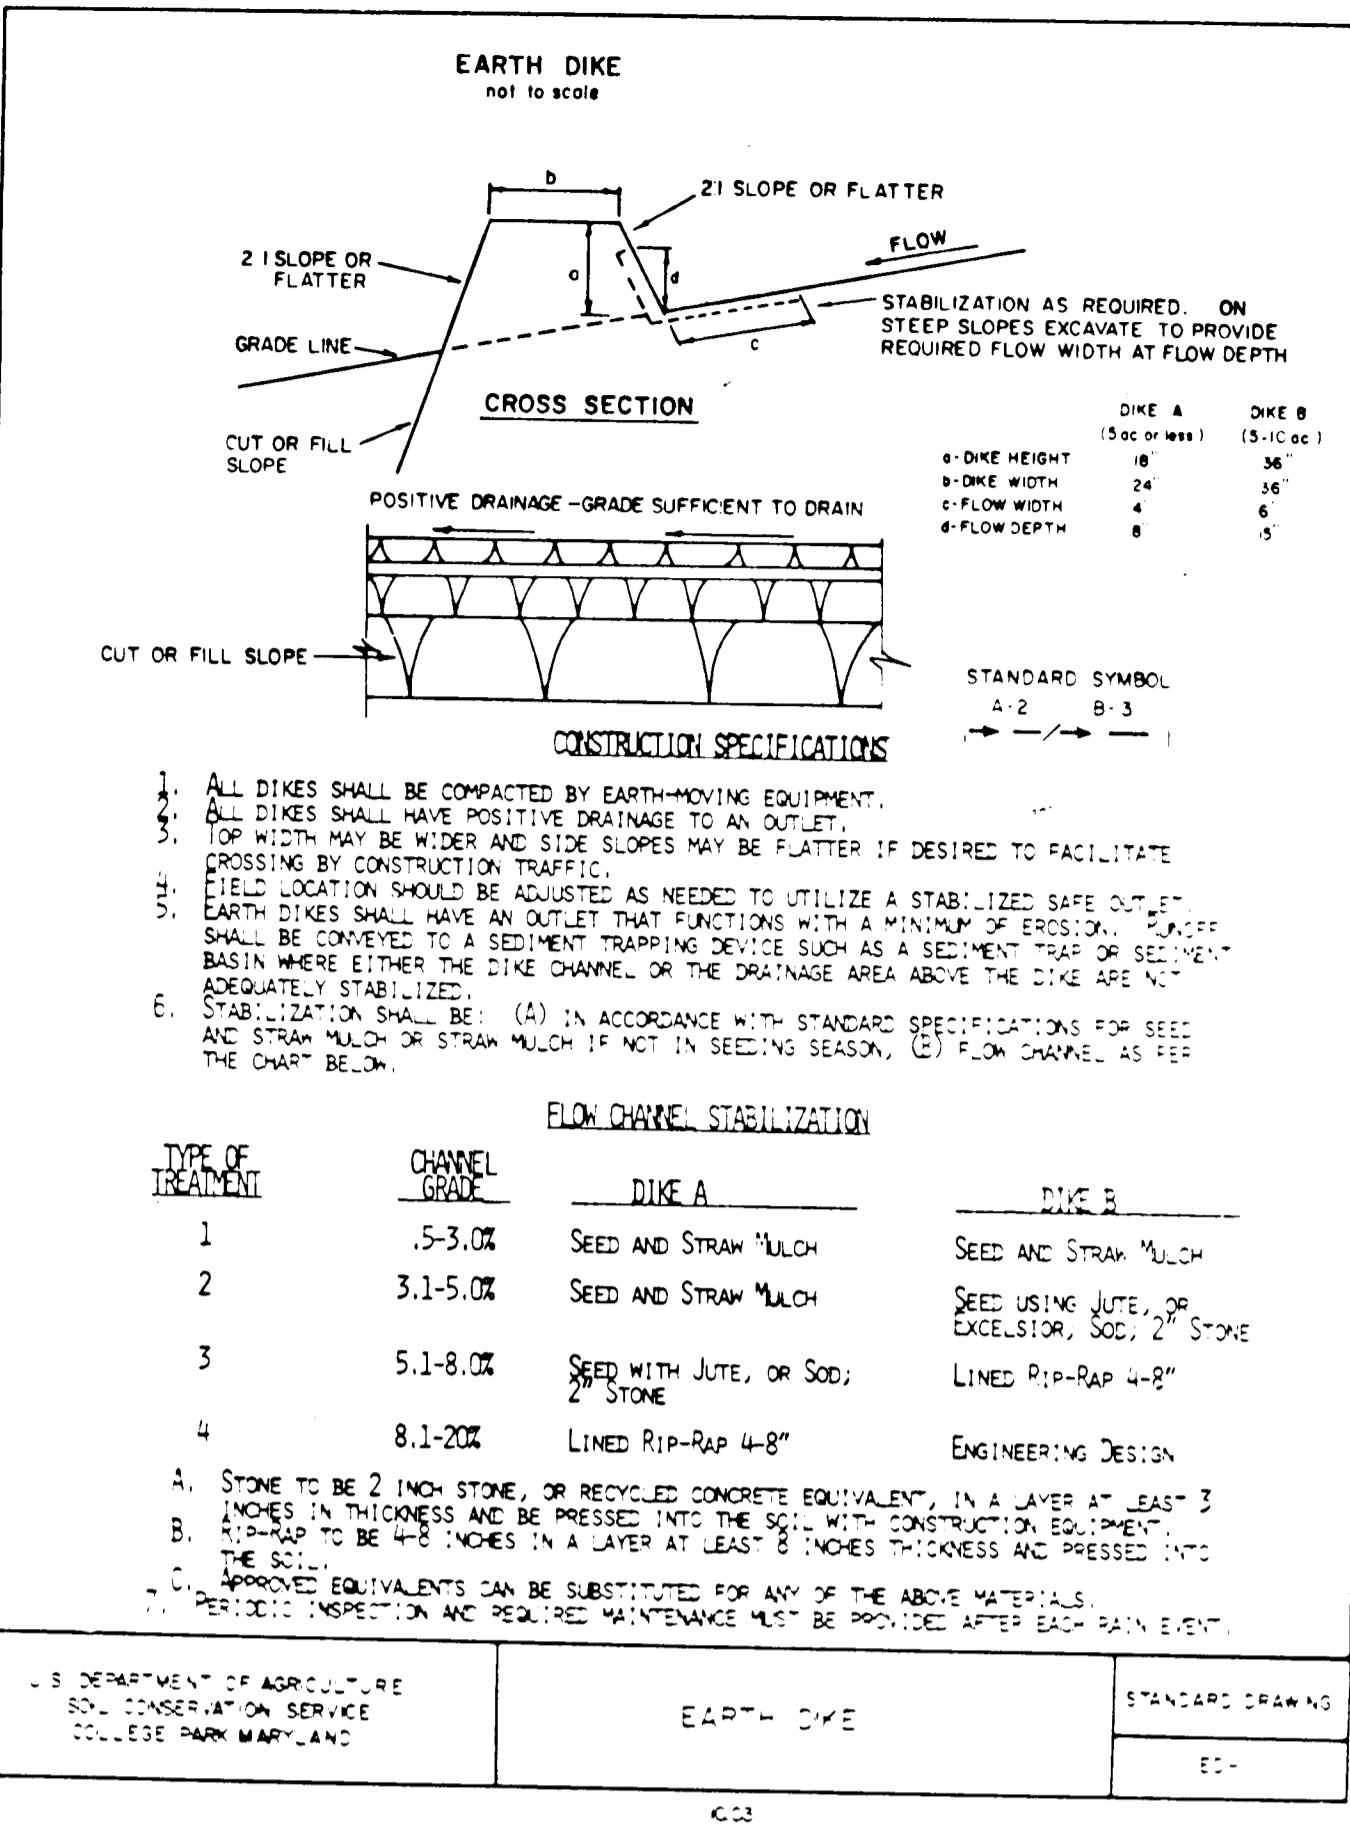 EARTH DIKE
not to scale
b
2:1 SLOPE OR FLATTER
FLOW
2 1 SLOPE OR
FLATTER
a
d
STABILIZATION AS REQUIRED. ON
STEEP SLOPES EXCAVATE TO PROVIDE
REQUIRED FLOW WIDTH AT FLOW DEPTH
GRADE LINE
c
CROSS SECTION
CUT OR FILL
SLOPE
DIKE A DIKE B
(5 ac or less) (5-10 ac)
a-DIKE HEIGHT 18" 36"
b-DIKE WIDTH 24" 36"
c-FLOW WIDTH 4' 6'
d-FLOW DEPTH 8" 15"
POSITIVE DRAINAGE-GRADE SUFFICIENT TO DRAIN
CUT OR FILL SLOPE
STANDARD SYMBOL
A-2 B-3
CONSTRUCTION SPECIFICATIONS
1. ALL DIKES SHALL BE COMPACTED BY EARTH-MOVING EQUIPMENT.
2. ALL DIKES SHALL HAVE POSITIVE DRAINAGE TO AN OUTLET.
3. TOP WIDTH MAY BE WIDER AND SIDE SLOPES MAY BE FLATTER IF DESIRED TO FACILITATE
CROSSING BY CONSTRUCTION TRAFFIC.
4. FIELD LOCATION SHOULD BE ADJUSTED AS NEEDED TO UTILIZE A STABILIZED SAFE OUTLET.
5. EARTH DIKES SHALL HAVE AN OUTLET THAT FUNCTIONS WITH A MINIMUM OF EROSION. RUNOFF
SHALL BE CONVEYED TO A SEDIMENT TRAPPING DEVICE SUCH AS A SEDIMENT TRAP OR SEDIMENT
BASIN WHERE EITHER THE DIKE CHANNEL OR THE DRAINAGE AREA ABOVE THE DIKE ARE NOT
ADEQUATELY STABILIZED.
6. STABILIZATION SHALL BE: (A) IN ACCORDANCE WITH STANDARD SPECIFICATIONS FOR SEED
AND STRAW MULCH OR STRAW MULCH IF NOT IN SEEDING SEASON, (B) FLOW CHANNEL AS PER
THE CHART BELOW.
FLOW CHANNEL STABILIZATION
TYPE OF TREATMENT CHANNEL GRADE DIKE A DIKE B
1 .5-3.0% SEED AND STRAW MULCH SEED AND STRAW MULCH
2 3.1-5.0% SEED AND STRAW MULCH SEED USING JUTE, OR
EXCELSIOR; SOD; 2" STONE
3 5.1-8.0% SEED WITH JUTE, OR SOD; LINED RIP-RAP 4-8"
2" STONE
4 8.1-20% LINED RIP-RAP 4-8" ENGINEERING DESIGN
A. STONE TO BE 2 INCH STONE, OR RECYCLED CONCRETE EQUIVALENT, IN A LAYER AT LEAST 3
INCHES IN THICKNESS AND BE PRESSED INTO THE SOIL WITH CONSTRUCTION EQUIPMENT.
B. RIP-RAP TO BE 4-8 INCHES IN A LAYER AT LEAST 8 INCHES THICKNESS AND PRESSED INTO
THE SOIL.
C. APPROVED EQUIVALENTS CAN BE SUBSTITUTED FOR ANY OF THE ABOVE MATERIALS.
7. PERIODIC INSPECTION AND REQUIRED MAINTENANCE MUST BE PROVIDED AFTER EACH RAIN EVENT.
U S DEPARTMENT OF AGRICULTURE
SOIL CONSERVATION SERVICE
COLLEGE PARK MARYLAND
EARTH DIKE
STANDARD DRAWING
ED-